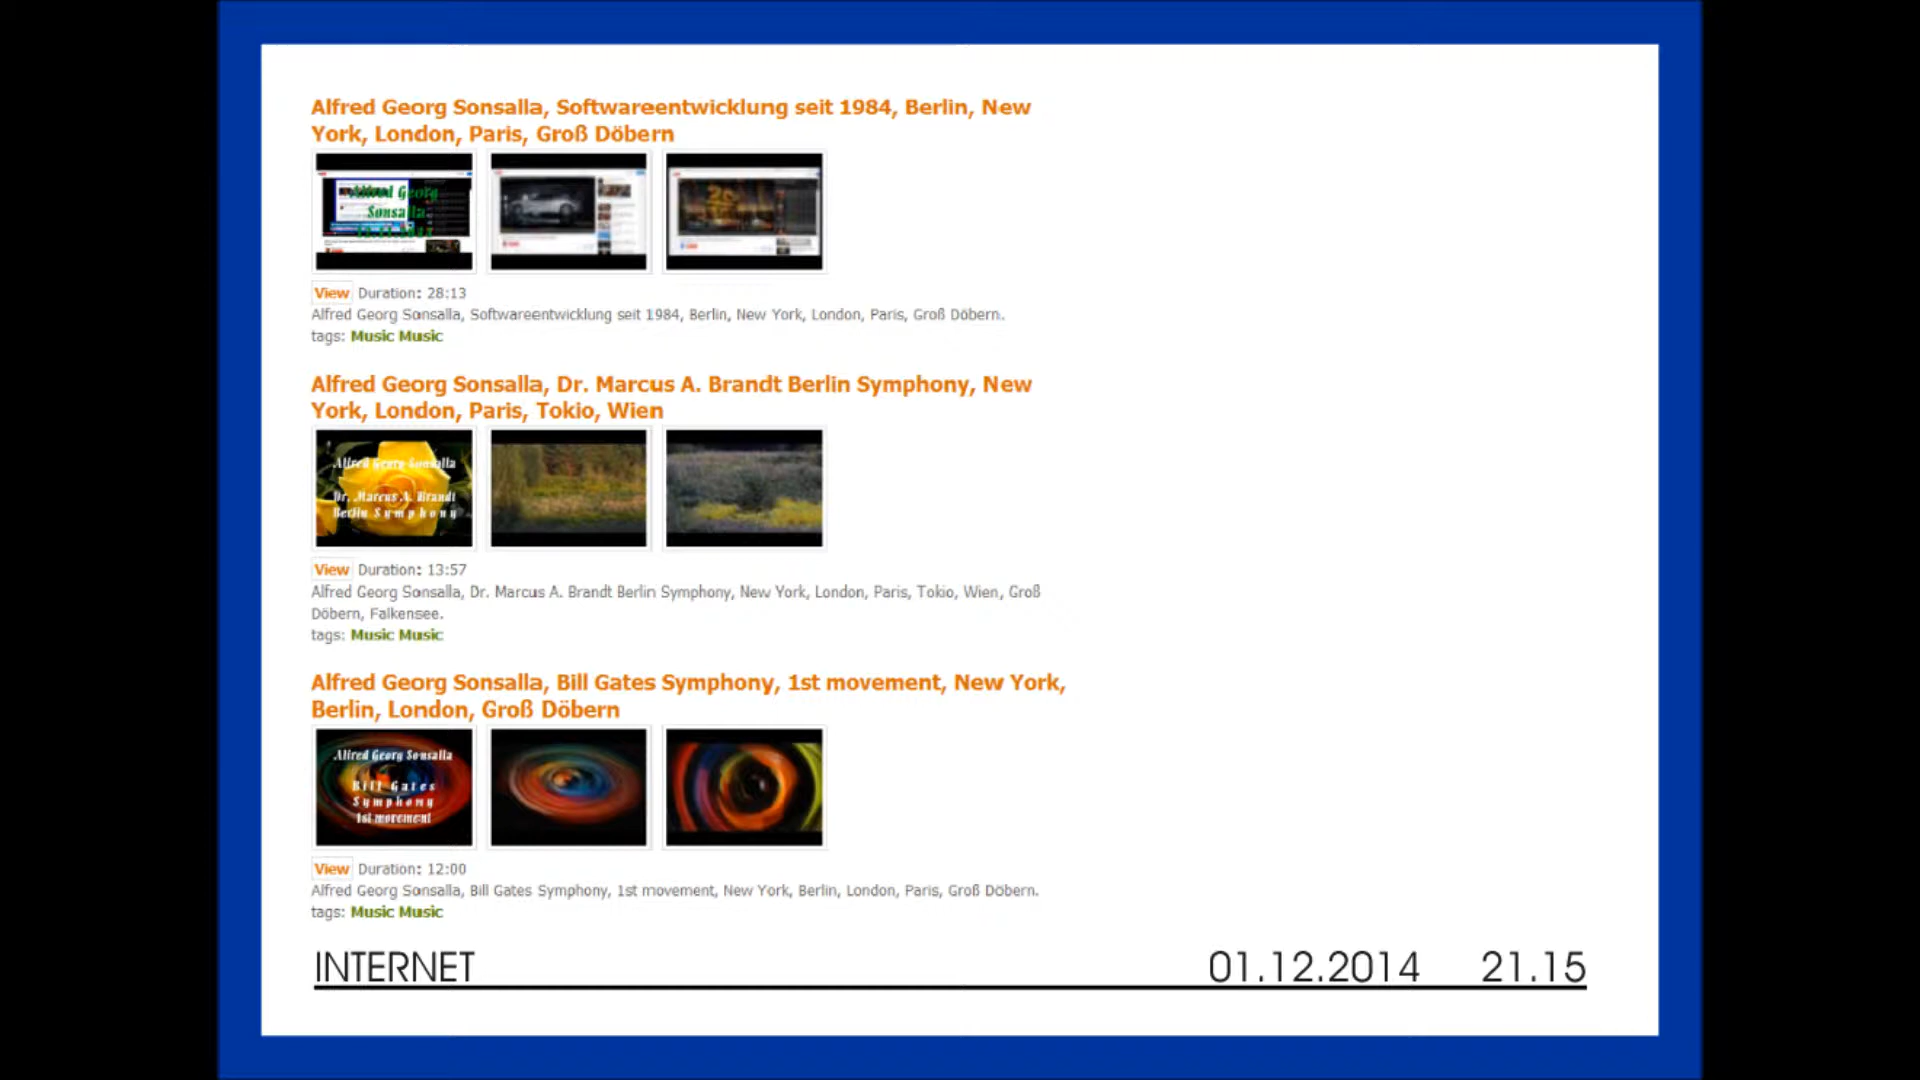 Alfred Georg Sonsalla, Softwareentwicklung seit 1984, Berlin, New
York, London, Paris, Groß Döbern
Alfred Georg
Sonsalla
View Duration: 28:13
Alfred Georg Sonsalla, Softwareentwicklung seit 1984, Berlin, New York, London, Paris, Groß Döbern.
tags: Music Music
Alfred Georg Sonsalla, Dr. Marcus A. Brandt Berlin Symphony, New
York, London, Paris, Tokio, Wien
Alfred Georg Sonsalla
Dr. Marcus A. Brandt
Berlin Symphony
View Duration: 13:57
Alfred Georg Sonsalla, Dr. Marcus A. Brandt Berlin Symphony, New York, London, Paris, Tokio, Wien, Groß
Döbern, Falkensee.
tags: Music Music
Alfred Georg Sonsalla, Bill Gates Symphony, 1st movement, New York,
Berlin, London, Groß Döbern
Alfred Georg Sonsalla
Bill Gates
Symphony
1st movement
View Duration: 12:00
Alfred Georg Sonsalla, Bill Gates Symphony, 1st movement, New York, Berlin, London, Paris, Groß Döbern.
tags: Music Music
INTERNET 01.12.2014 21.15